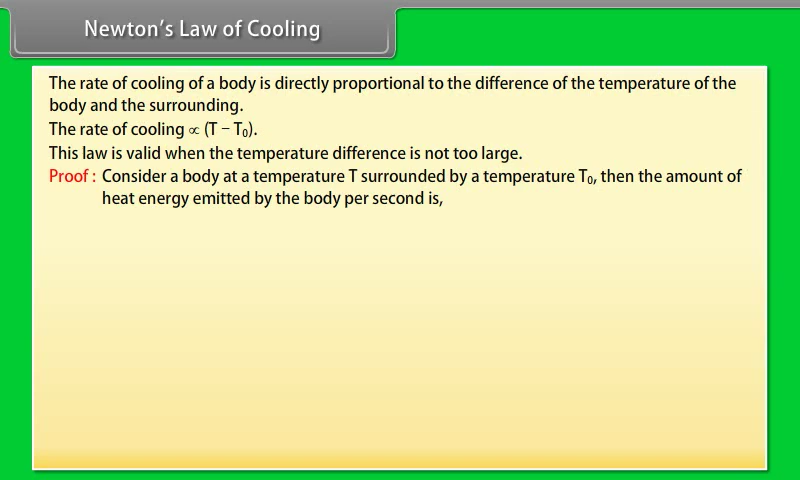 Newton's Law of Cooling
The rate of cooling of a body is directly proportional to the difference of the temperature of the
body and the surrounding.
The rate of cooling ∝ (T − T₀).
This law is valid when the temperature difference is not too large.
Proof : Consider a body at a temperature T surrounded by a temperature T₀, then the amount of
heat energy emitted by the body per second is,